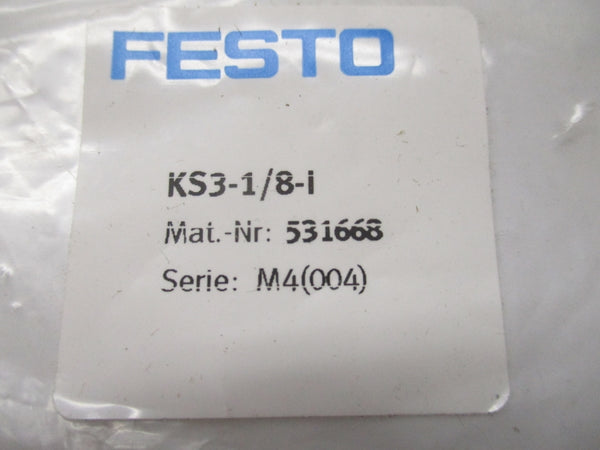 FESTO
KS3-1/8-I
Mat.-Nr: 531668
Serie: M4(004)